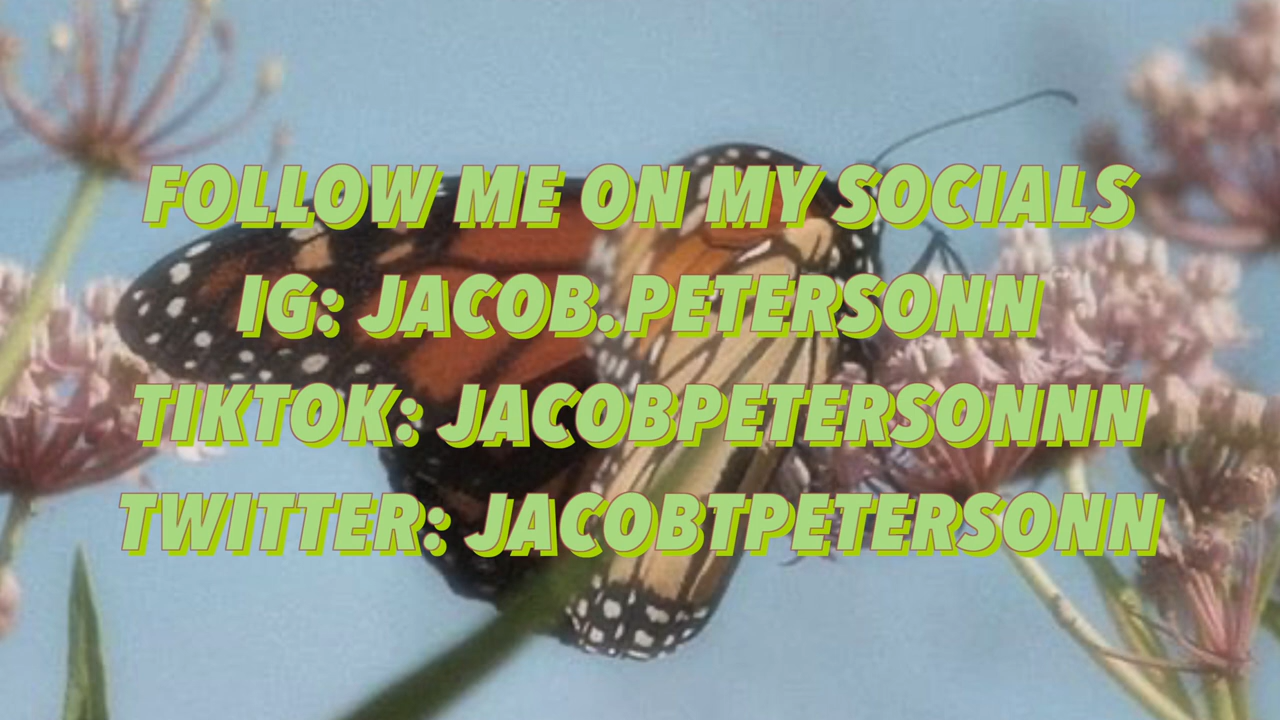 FOLLOW ME ON MY SOCIALS
IG: JACOB.PETERSONN
TIKTOK: JACOBPETERSONNN
TWITTER: JACOBTPETERSONN